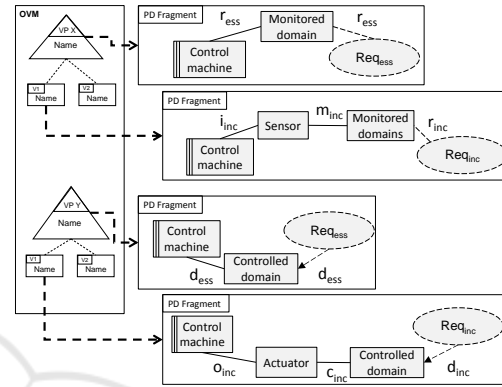 OVM
VP X
Name
V1
Name
V2
Name
VP Y
Name
V1
Name
V2
Name
PD Fragment
r_ess
Monitored
domain
r_ess
Control
machine
Req_ess
PD Fragment
i_inc
Sensor
m_inc
Monitored
domains
r_inc
Control
machine
Req_inc
PD Fragment
Control
machine
Req_ess
Controlled
domain
d_ess
d_ess
PD Fragment
Control
machine
Req_inc
o_inc
Actuator
c_inc
Controlled
domain
d_inc